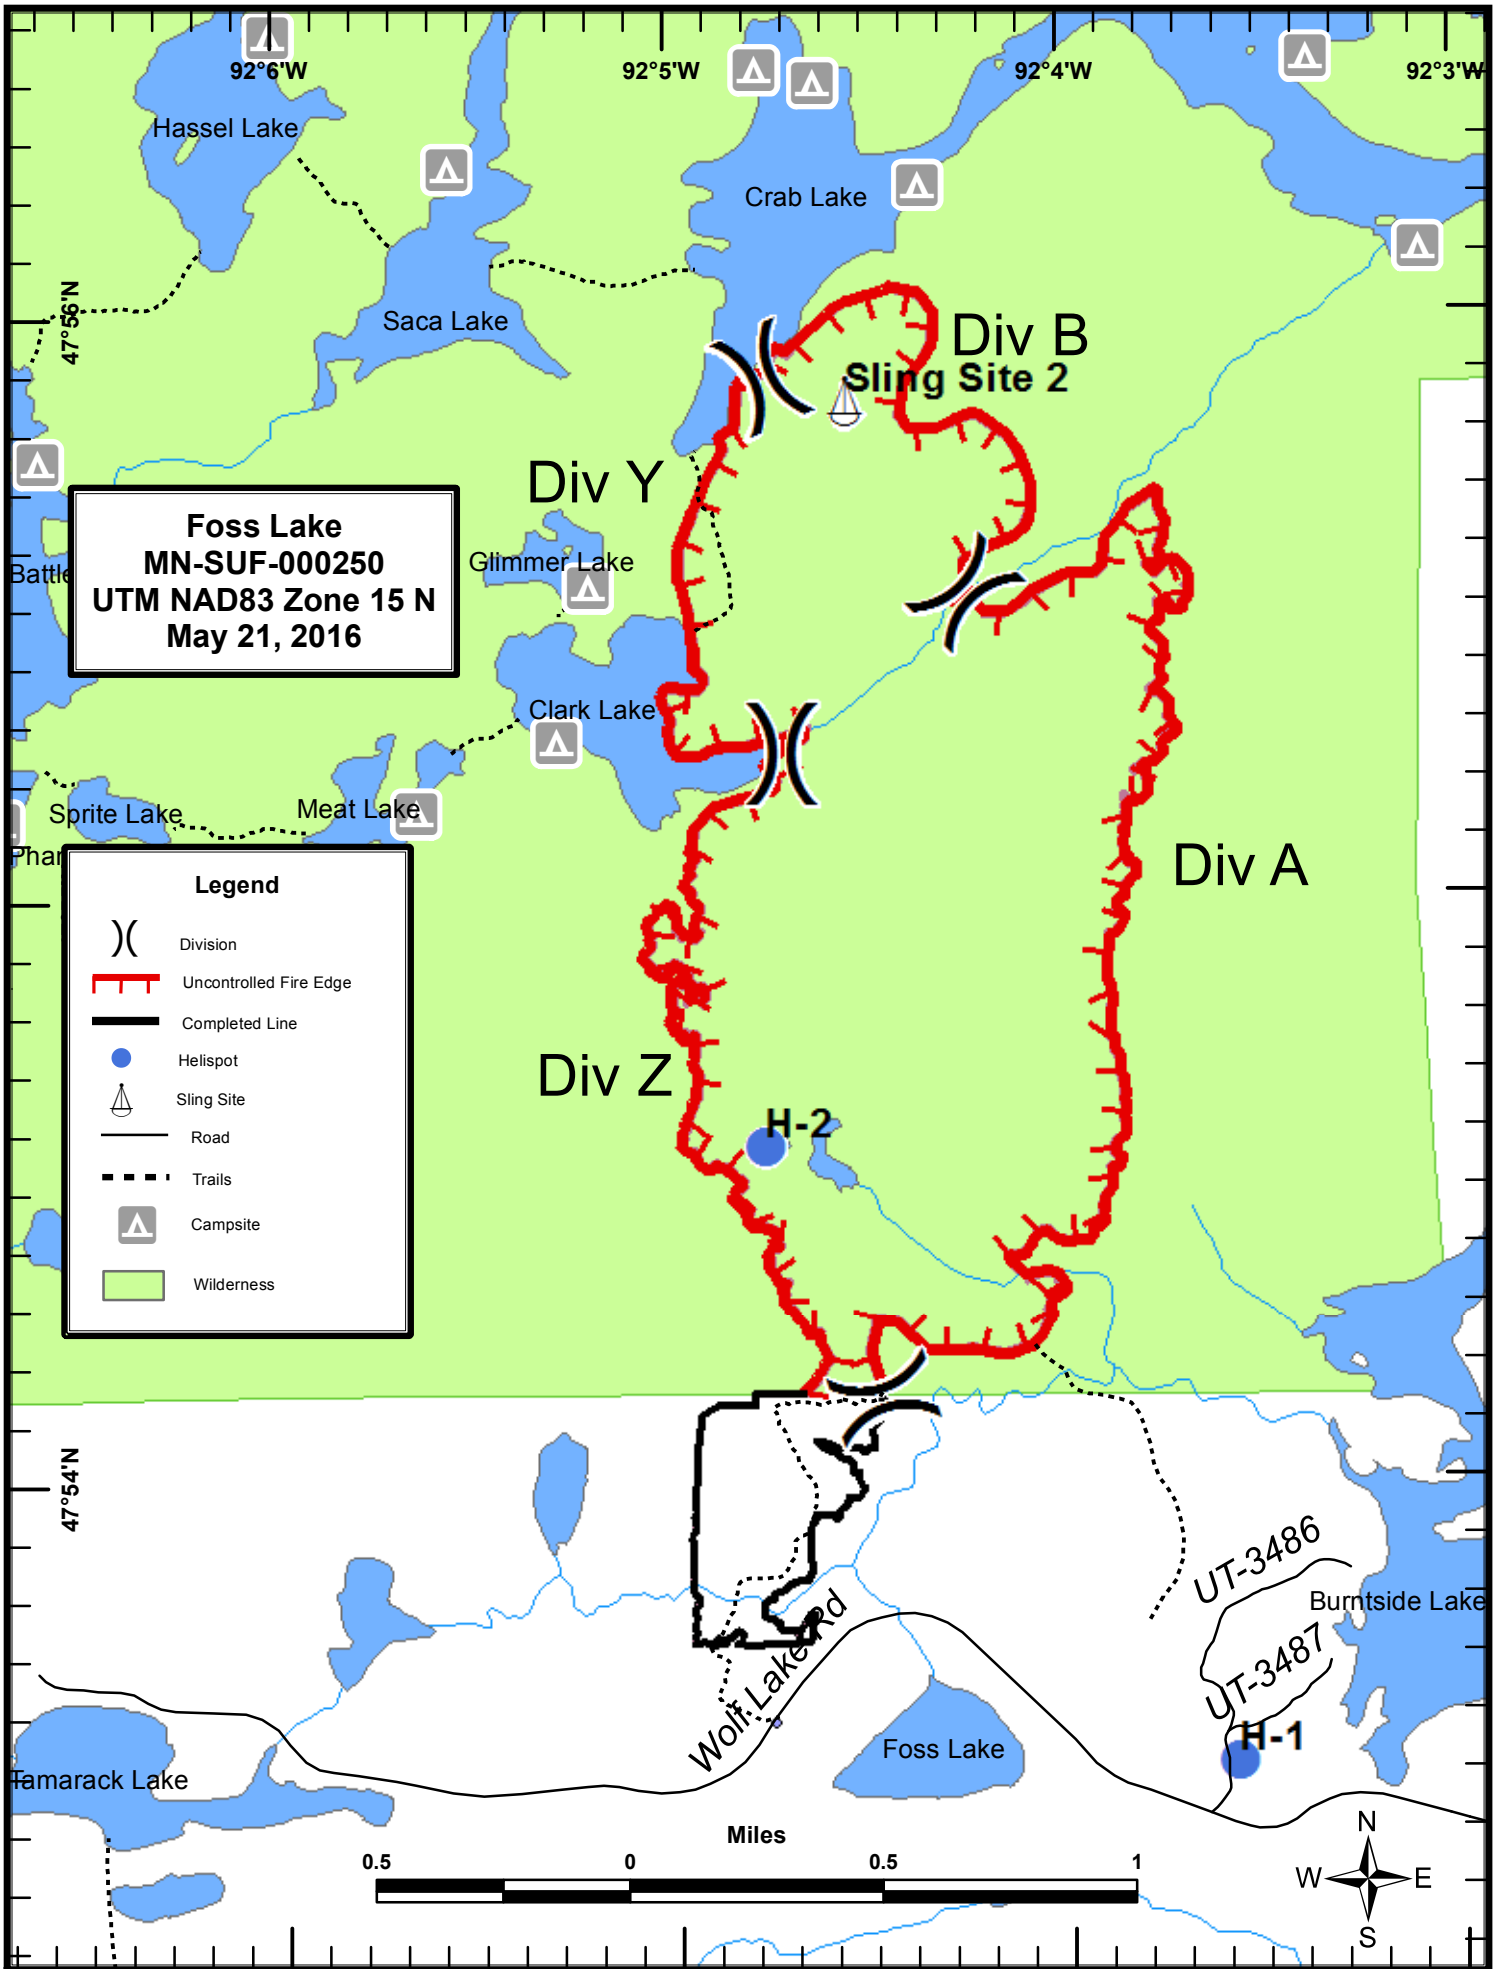 92°6'W
92°5'W
92°4'W
92°3'W
Hassel Lake
Crab Lake
47°56'N
Saca Lake
Div B
Sling Site 2
Div Y
Foss Lake
MN-SUF-000250
UTM NAD83 Zone 15 N
May 21, 2016
Glimmer Lake
Battle
Clark Lake
Sprite Lake
Meat Lake
Phan
Div A
Legend
Division
Uncontrolled Fire Edge
Completed Line
Helispot
Sling Site
Road
Trails
Campsite
Wilderness
Div Z
H-2
47°54'N
UT-3486
Burntside Lake
UT-3487
Wolf Lake Rd
H-1
Foss Lake
Tamarack Lake
Miles
0.5 0 0.5 1
N
W E
S